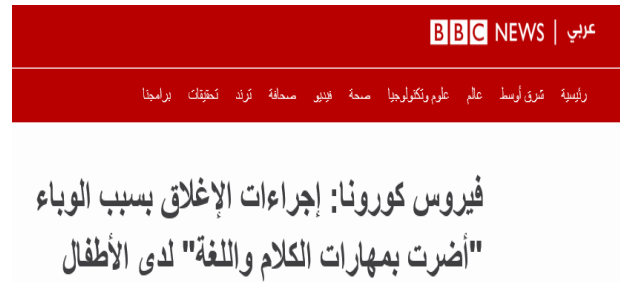 BBC NEWS | عربي
رئيسية شرق أوسط عالم علوم وتكنولوجيا صحة فيديو صحافة ترند تحقيقات برامجنا
فيروس كورونا: إجراءات الإغلاق بسبب الوباء
"أضرت بمهارات الكلام واللغة" لدى الأطفال